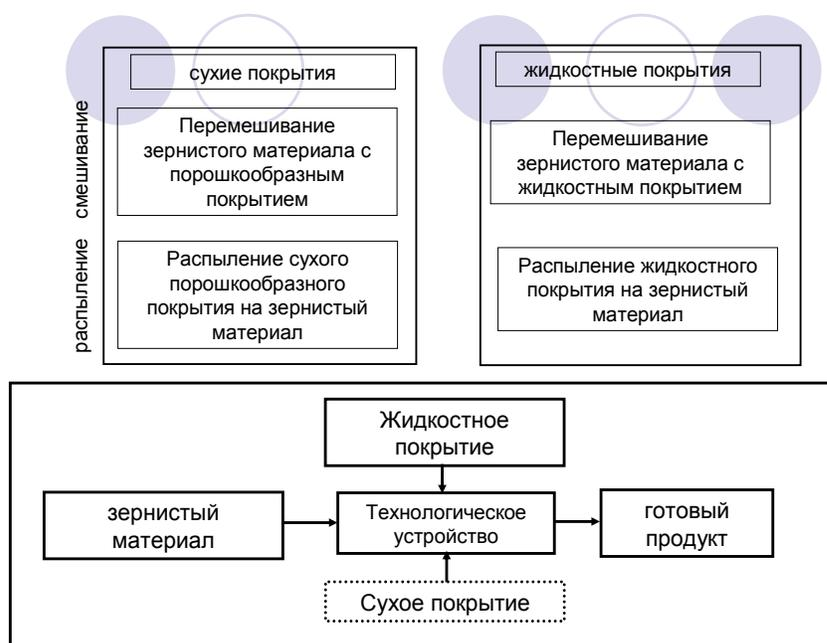 сухие покрытия
смешивание
Перемешивание
зернистого материала с
порошкообразным
покрытием
распыление
Распыление сухого
порошкообразного
покрытия на зернистый
материал
жидкостные покрытия
Перемешивание
зернистого материала с
жидкостным покрытием
Распыление жидкостного
покрытия на зернистый
материал
Жидкостное
покрытие
зернистый
материал
Технологическое
устройство
готовый
продукт
Сухое покрытие